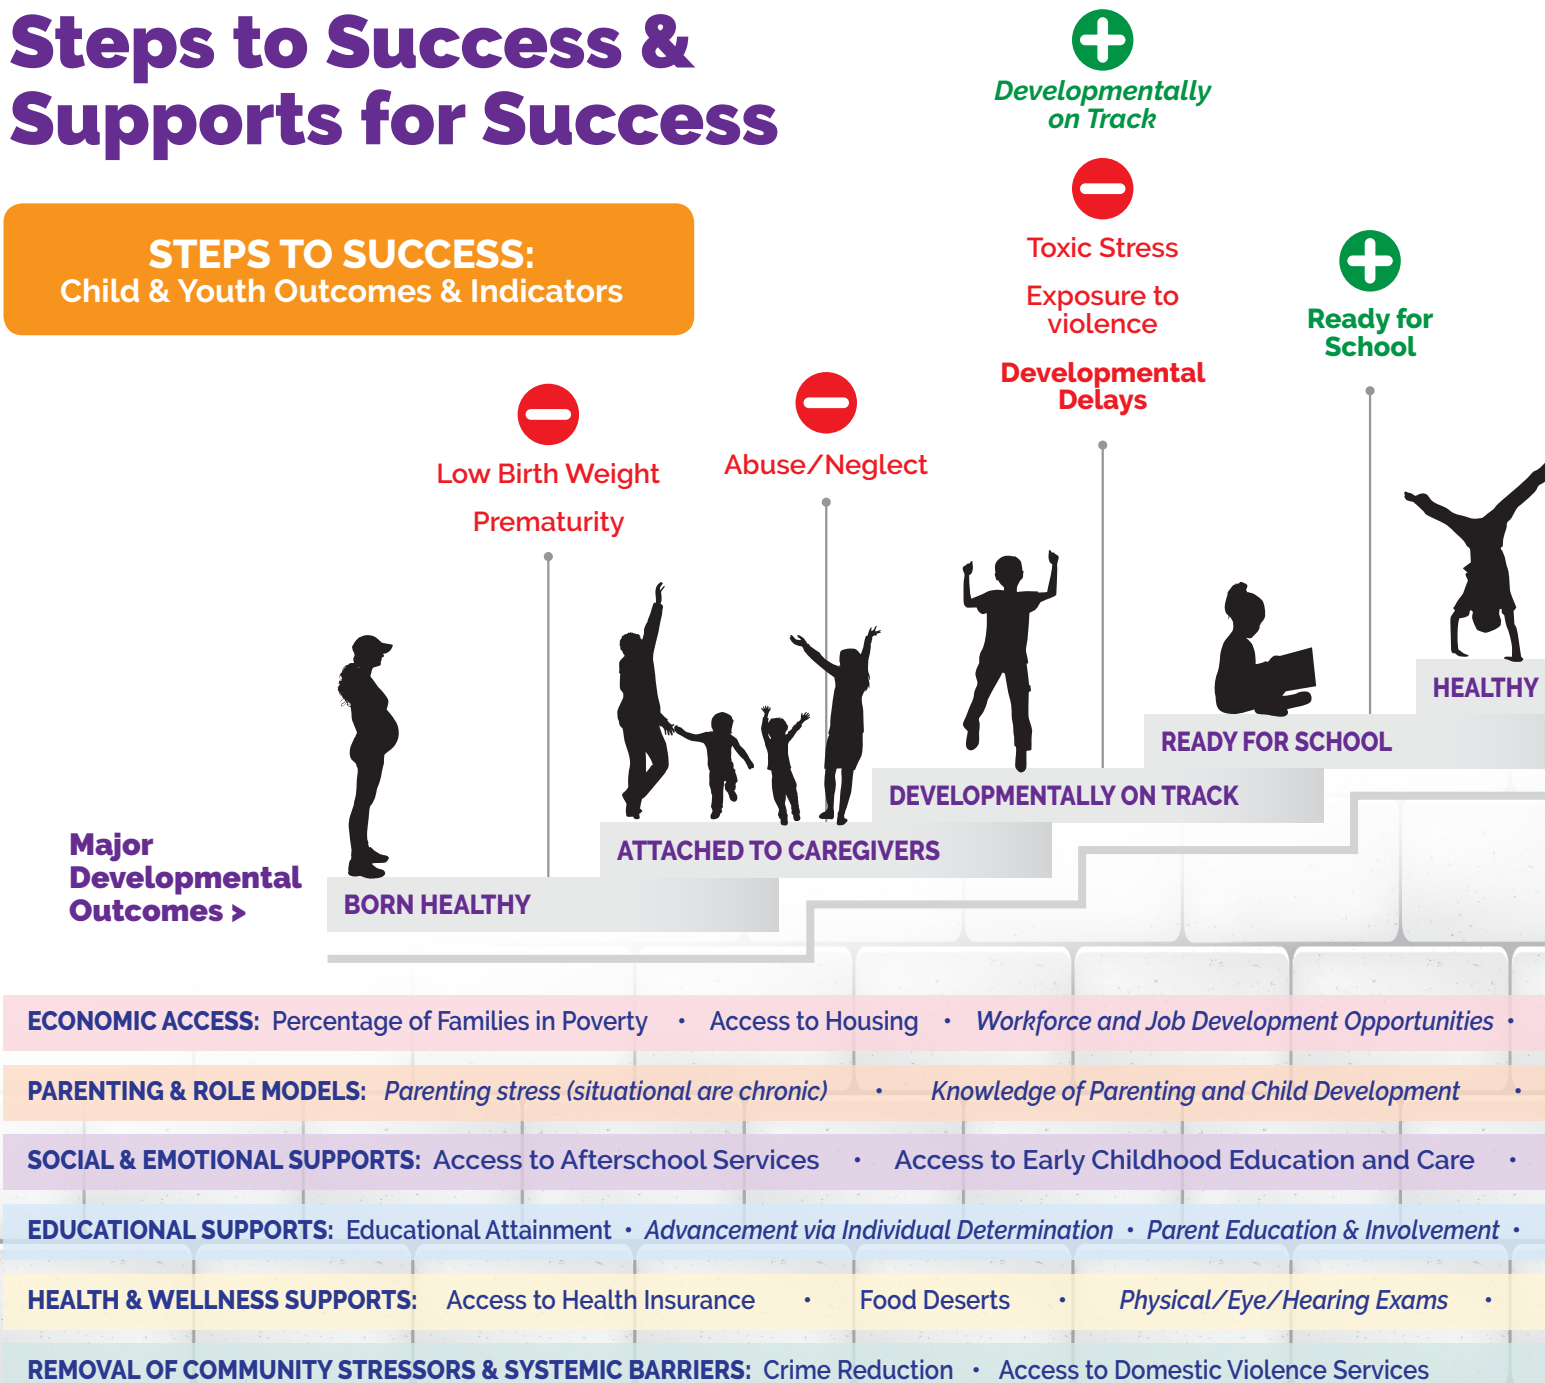 Steps to Success &
Supports for Success
STEPS TO SUCCESS:
Child & Youth Outcomes & Indicators
Developmentally
on Track
Toxic Stress
Exposure to
violence
Developmental
Delays
Ready for
School
Low Birth Weight
Prematurity
Abuse/Neglect
HEALTHY
READY FOR SCHOOL
DEVELOPMENTALLY ON TRACK
ATTACHED TO CAREGIVERS
BORN HEALTHY
Major
Developmental
Outcomes >
ECONOMIC ACCESS: Percentage of Families in Poverty • Access to Housing • Workforce and Job Development Opportunities •
PARENTING & ROLE MODELS: Parenting stress (situational are chronic) • Knowledge of Parenting and Child Development •
SOCIAL & EMOTIONAL SUPPORTS: Access to Afterschool Services • Access to Early Childhood Education and Care •
EDUCATIONAL SUPPORTS: Educational Attainment • Advancement via Individual Determination • Parent Education & Involvement •
HEALTH & WELLNESS SUPPORTS: Access to Health Insurance • Food Deserts • Physical/Eye/Hearing Exams •
REMOVAL OF COMMUNITY STRESSORS & SYSTEMIC BARRIERS: Crime Reduction • Access to Domestic Violence Services